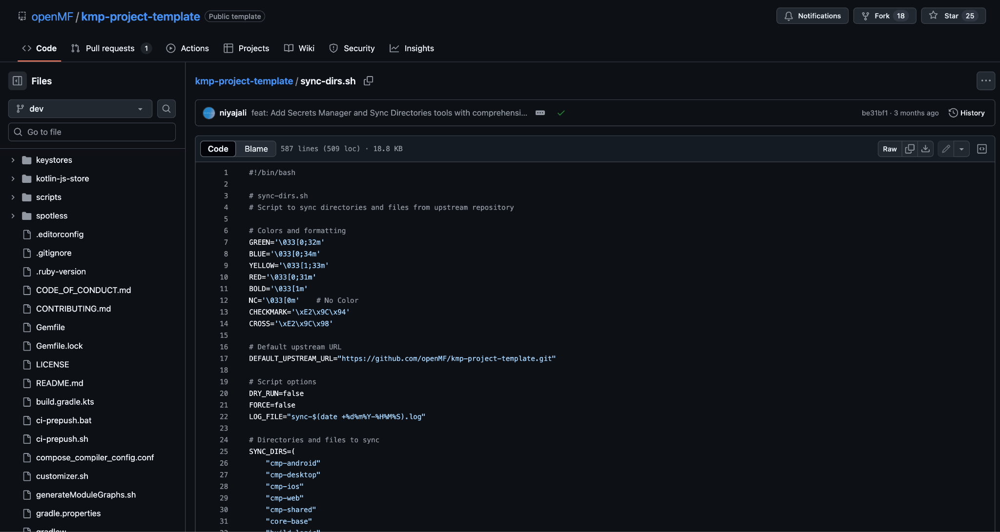 openMF / kmp-project-template Public template
Notifications
Fork 18
Star 25
Code
Pull requests 1
Actions
Projects
Wiki
Security
Insights
Files
dev
Go to file
keystores
kotlin-js-store
scripts
spotless
.editorconfig
.gitignore
.ruby-version
CODE_OF_CONDUCT.md
CONTRIBUTING.md
Gemfile
Gemfile.lock
LICENSE
README.md
build.gradle.kts
ci-prepush.bat
ci-prepush.sh
compose_compiler_config.conf
customizer.sh
generateModuleGraphs.sh
gradle.properties
gradlew
kmp-project-template / sync-dirs.sh
niyajali feat: Add Secrets Manager and Sync Directories tools with comprehensi...
be31bf1 · 3 months ago
History
Code
Blame
587 lines (509 loc) · 18.8 KB
Raw
1 #!/bin/bash
2
3 # sync-dirs.sh
4 # Script to sync directories and files from upstream repository
5
6 # Colors and formatting
7 GREEN='\033[0;32m'
8 BLUE='\033[0;34m'
9 YELLOW='\033[1;33m'
10 RED='\033[0;31m'
11 BOLD='\033[1m'
12 NC='\033[0m'    # No Color
13 CHECKMARK='\xE2\x9C\x94'
14 CROSS='\xE2\x9C\x98'
15
16 # Default upstream URL
17 DEFAULT_UPSTREAM_URL="https://github.com/openMF/kmp-project-template.git"
18
19 # Script options
20 DRY_RUN=false
21 FORCE=false
22 LOG_FILE="sync-$(date +%d%m%Y-%H%M%S).log"
23
24 # Directories and files to sync
25 SYNC_DIRS=(
26     "cmp-android"
27     "cmp-desktop"
28     "cmp-ios"
29     "cmp-web"
30     "cmp-shared"
31     "core-base"
32     "build-logic"